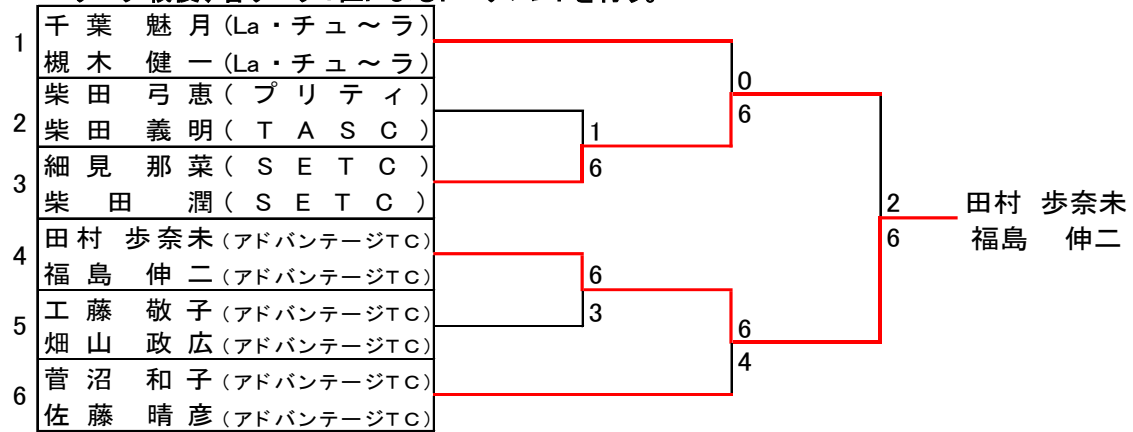 1
千葉 魅月(La・チュ～ラ)
槻木 健一(La・チュ～ラ)
2
柴田 弓恵(プリティ)
柴田 義明(TASC)
3
細見 那菜(SETC)
柴田 潤(SETC)
4
田村 歩奈未(アドバンテージTC)
福島 伸二(アドバンテージTC)
5
工藤 敬子(アドバンテージTC)
畑山 政広(アドバンテージTC)
6
菅沼 和子(アドバンテージTC)
佐藤 晴彦(アドバンテージTC)
1
6
6
3
0
6
6
4
2
6
田村 歩奈未
福島 伸二